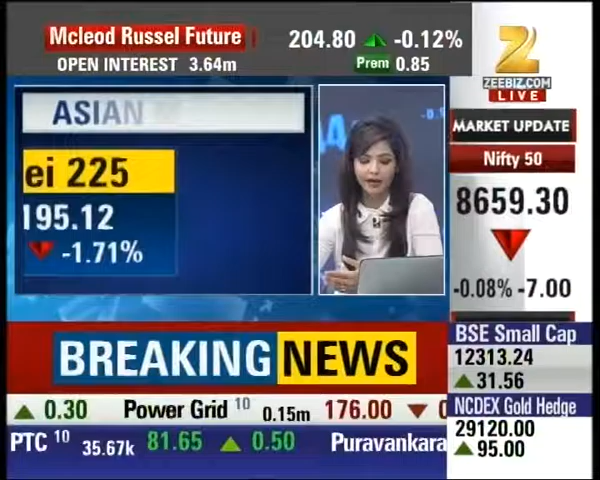 Mcleod Russel Future
204.80 -0.12%
OPEN INTEREST 3.64m
Prem 0.85
ZEEBIZ.COM
LIVE
ASIAN
ei 225
195.12
-1.71%
MARKET UPDATE
Nifty 50
8659.30
-0.08% -7.00
BREAKING NEWS
BSE Small Cap
12313.24
31.56
NCDEX Gold Hedge
29120.00
95.00
0.30 Power Grid 10 0.15m 176.00
PTC 10 35.67k 81.65 0.50 Puravankara